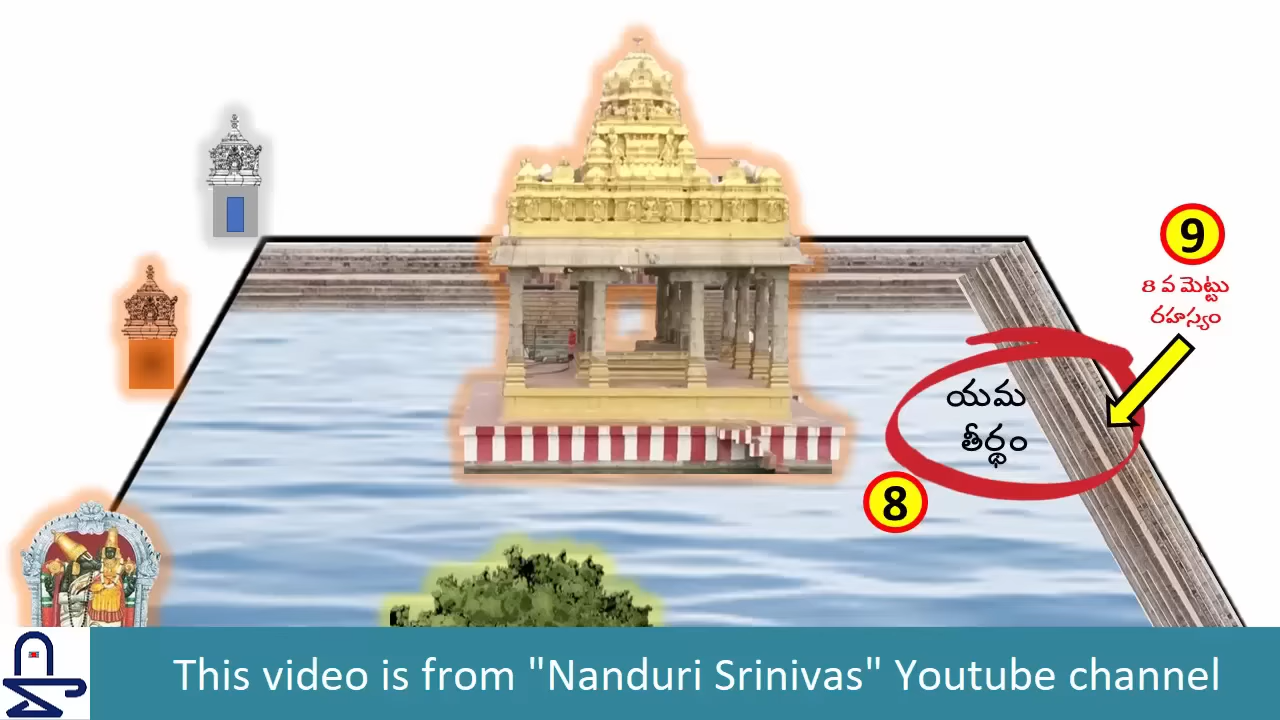 9
8 వ మెట్టు
రహస్యం
యమ
తీర్థం
8
This video is from "Nanduri Srinivas" Youtube channel